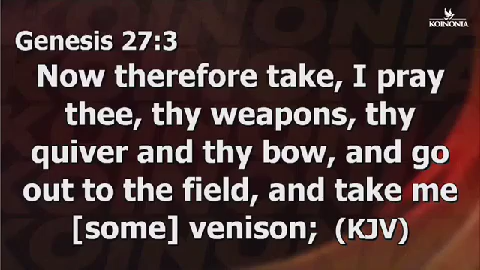 KOINONIA
Genesis 27:3
Now therefore take, I pray
thee, thy weapons, thy
quiver and thy bow, and go
out to the field, and take me
[some] venison; (KJV)